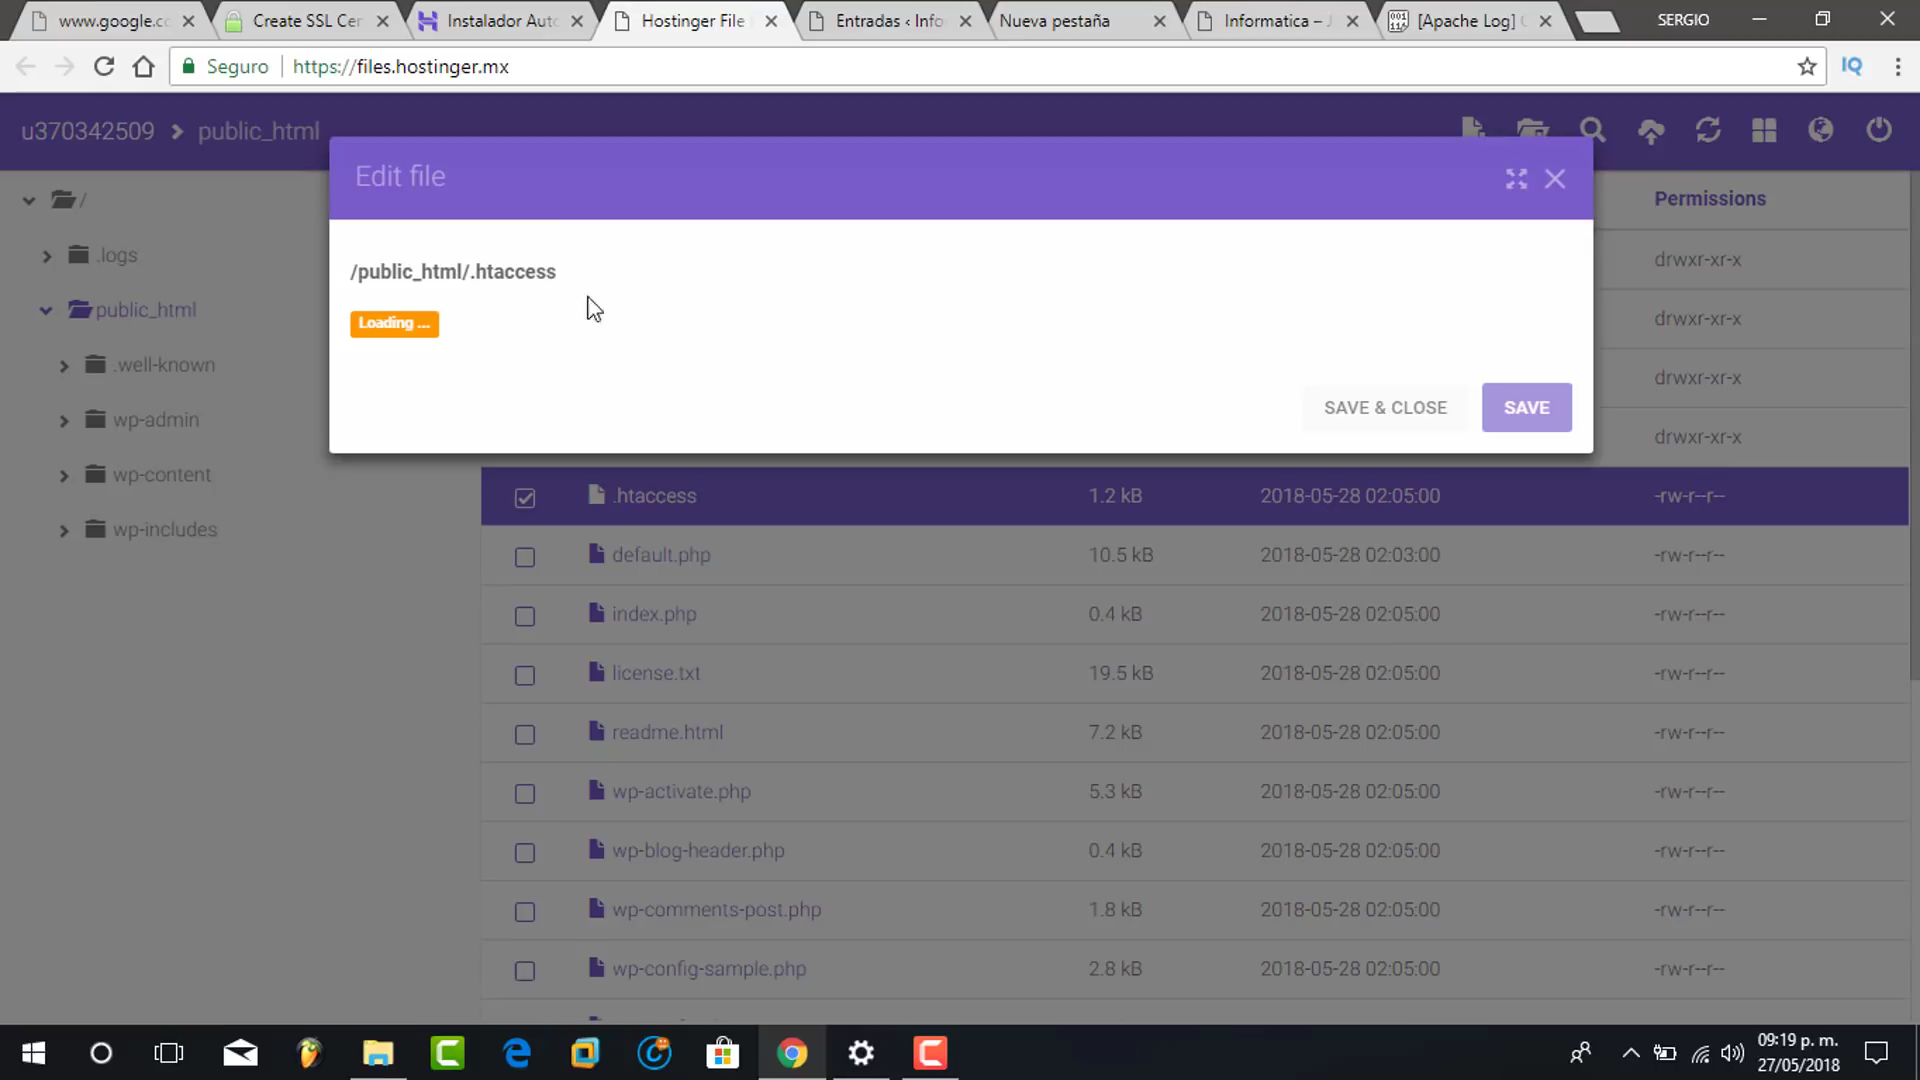 www.google.c
Create SSL Cer
Instalador Auto
Hostinger File
Entradas ‹ Info
Nueva pestaña
Informatica –
[Apache Log]
SERGIO
Seguro
https://files.hostinger.mx
IQ
u370342509
public_html
Edit file
/public_html/.htaccess
Loading ...
SAVE & CLOSE
SAVE
/
.logs
public_html
.well-known
wp-admin
wp-content
wp-includes
Permissions
drwxr-xr-x
drwxr-xr-x
drwxr-xr-x
drwxr-xr-x
.htaccess 1.2 kB 2018-05-28 02:05:00 -rw-r--r--
default.php 10.5 kB 2018-05-28 02:03:00 -rw-r--r--
index.php 0.4 kB 2018-05-28 02:05:00 -rw-r--r--
license.txt 19.5 kB 2018-05-28 02:05:00 -rw-r--r--
readme.html 7.2 kB 2018-05-28 02:05:00 -rw-r--r--
wp-activate.php 5.3 kB 2018-05-28 02:05:00 -rw-r--r--
wp-blog-header.php 0.4 kB 2018-05-28 02:05:00 -rw-r--r--
wp-comments-post.php 1.8 kB 2018-05-28 02:05:00 -rw-r--r--
wp-config-sample.php 2.8 kB 2018-05-28 02:05:00 -rw-r--r--
09:19 p. m.
27/05/2018